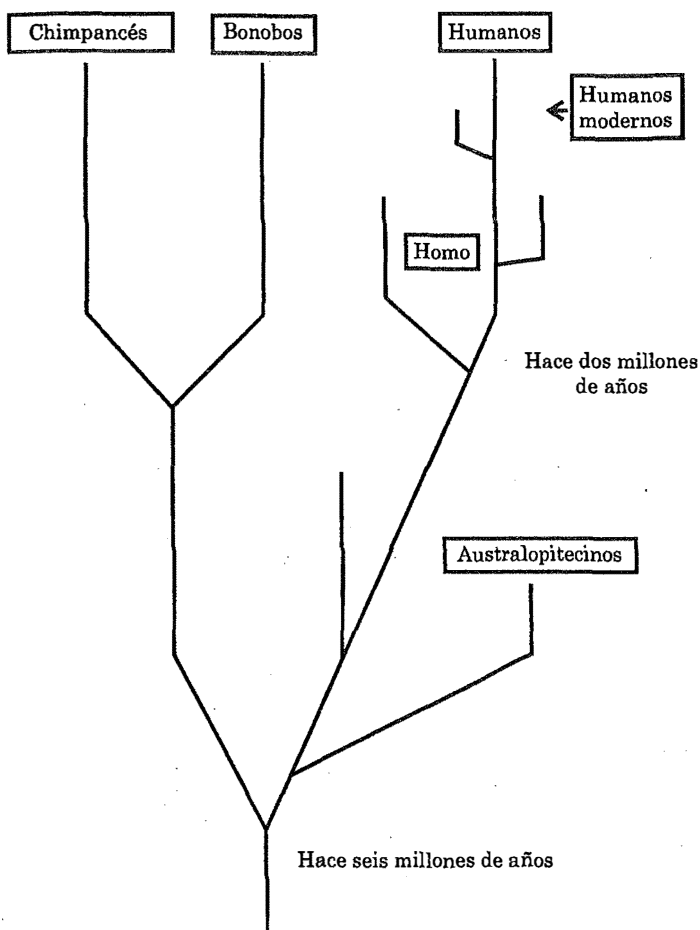 Chimpancés
Bonobos
Humanos
Humanos
modernos
Homo
Hace dos millones
de años
Australopitecinos
Hace seis millones de años